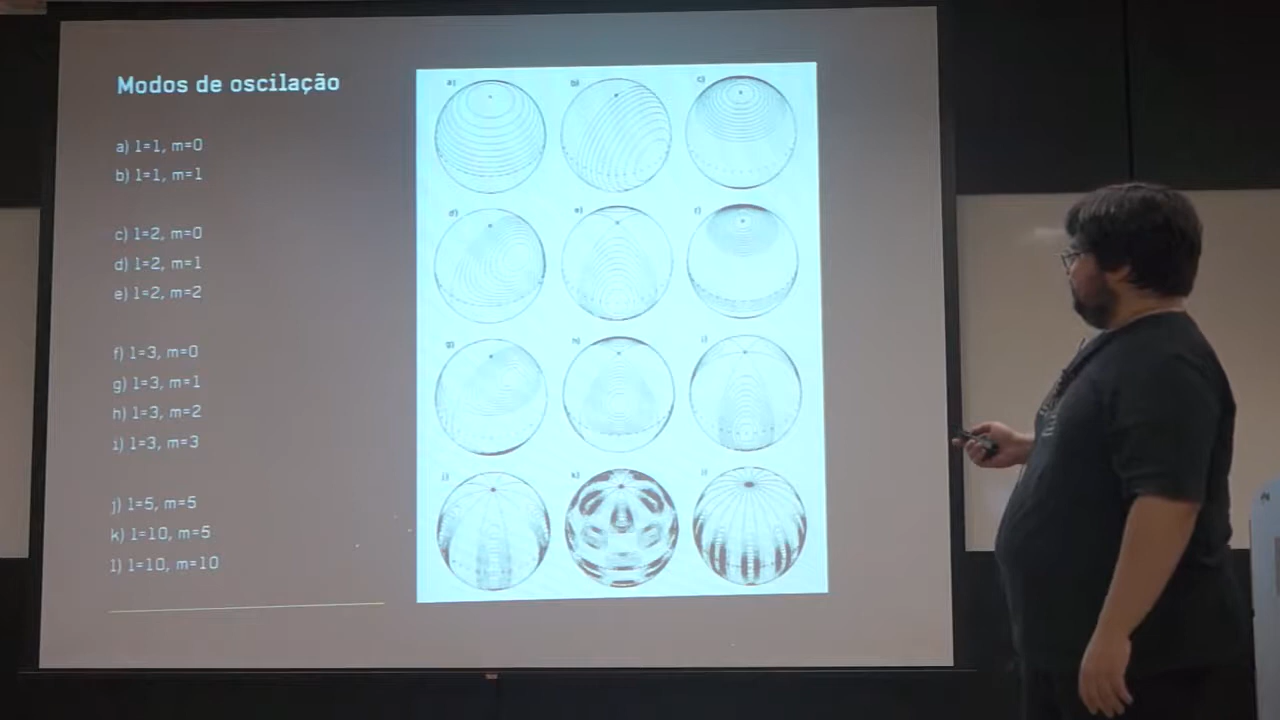 Modos de oscilação
a) l=1, m=0
b) l=1, m=1
c) l=2, m=0
d) l=2, m=1
e) l=2, m=2
f) l=3, m=0
g) l=3, m=1
h) l=3, m=2
i) l=3, m=3
j) l=5, m=5
k) l=10, m=5
l) l=10, m=10
a) b) c)
d) e) f)
g) h) i)
j) k) l)